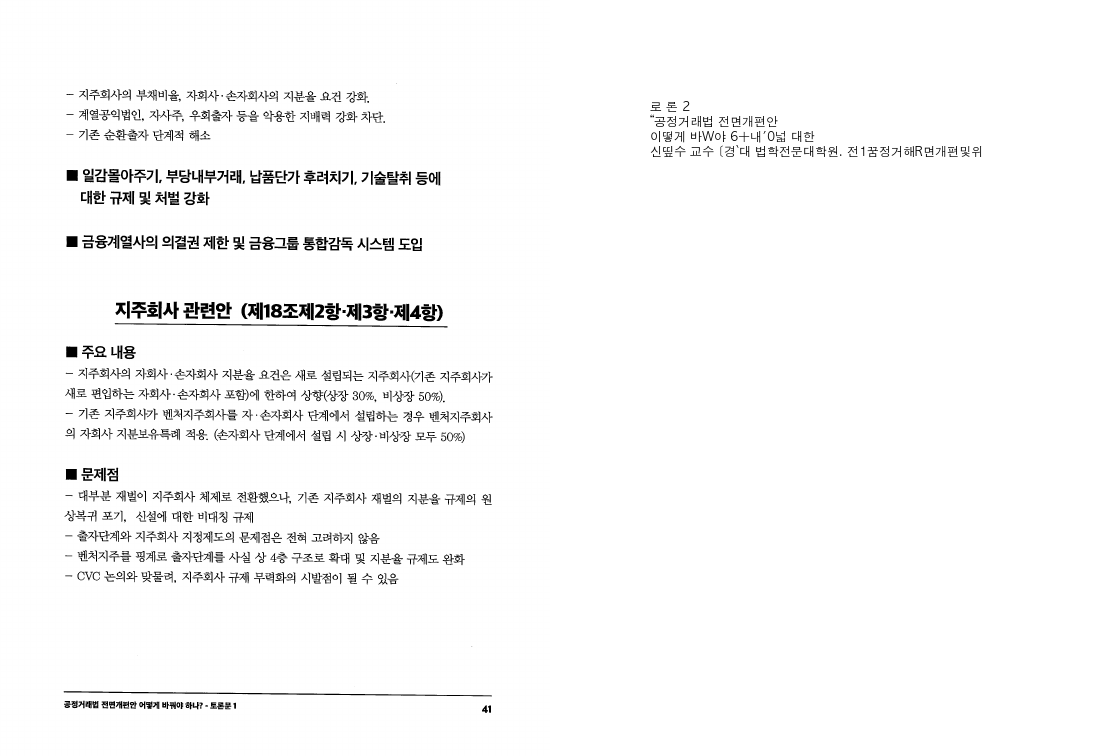 – 지주회사의 부채비율, 자회사·손자회사의 지분율 요건 강화.
– 계열공익법인, 자사주, 우회출자 등을 악용한 지배력 강화 차단.
– 기존 순환출자 단계적 해소
■ 일감몰아주기, 부당내부거래, 납품단가 후려치기, 기술탈취 등에
대한 규제 및 처벌 강화
■ 금융계열사의 의결권 제한 및 금융그룹 통합감독 시스템 도입
지주회사 관련안 (제18조제2항·제3항·제4항)
■ 주요 내용
– 지주회사의 자회사·손자회사 지분율 요건은 새로 설립되는 지주회사(기존 지주회사가
새로 편입하는 자회사·손자회사 포함)에 한하여 상향(상장 30%, 비상장 50%).
– 기존 지주회사가 벤처지주회사를 자·손자회사 단계에서 설립하는 경우 벤처지주회사
의 자회사 지분보유특례 적용. (손자회사 단계에서 설립 시 상장·비상장 모두 50%)
■ 문제점
– 대부분 재벌이 지주회사 체제로 전환했으나, 기존 지주회사 재벌의 지분율 규제의 원
상복귀 포기, 신설에 대한 비대칭 규제
– 출자단계와 지주회사 지정제도의 문제점은 전혀 고려하지 않음
– 벤처지주를 핑계로 출자단계를 사실 상 4층 구조로 확대 및 지분율 규제도 완화
– CVC 논의와 맞물려, 지주회사 규제 무력화의 시발점이 될 수 있음
공정거래법 전면개편안 어떻게 바꿔야 하나? - 토론문 1
41
로 론 2
“공정거래법 전면개편안
이떻게 바W야 6十내´0넓 대한
신띺수 교수 〔경`대 법학전문대학원. 전1꿈정거해R면개편및위